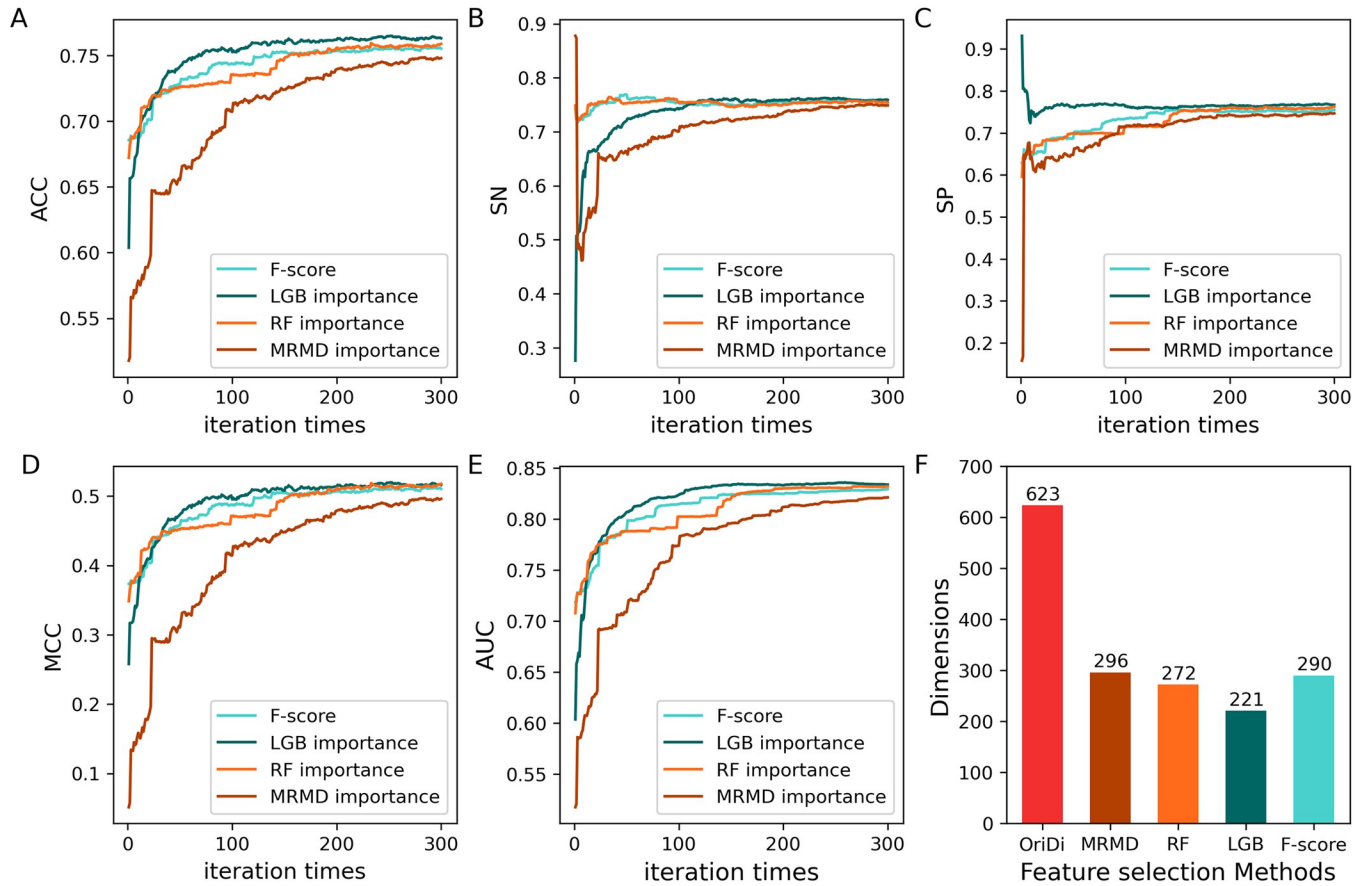 A
0.75
0.70
0.65
0.60
0.55
ACC
0 100 200 300
iteration times
F-score
LGB importance
RF importance
MRMD importance
B
0.9
0.8
0.7
0.6
0.5
0.4
0.3
SN
0 100 200 300
iteration times
F-score
LGB importance
RF importance
MRMD importance
C
0.9
0.8
0.7
0.6
0.5
0.4
0.3
0.2
SP
0 100 200 300
iteration times
F-score
LGB importance
RF importance
MRMD importance
D
0.5
0.4
0.3
0.2
0.1
MCC
0 100 200 300
iteration times
F-score
LGB importance
RF importance
MRMD importance
E
0.85
0.80
0.75
0.70
0.65
0.60
0.55
AUC
0 100 200 300
iteration times
F-score
LGB importance
RF importance
MRMD importance
F
700
600
500
400
300
200
100
0
Dimensions
623
296
272
221
290
OriDi MRMD RF LGB F-score
Feature selection Methods